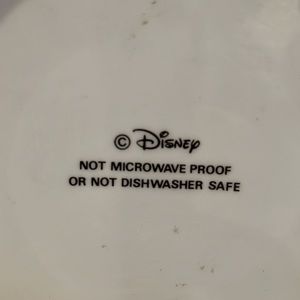 © Disney
NOT MICROWAVE PROOF
OR NOT DISHWASHER SAFE